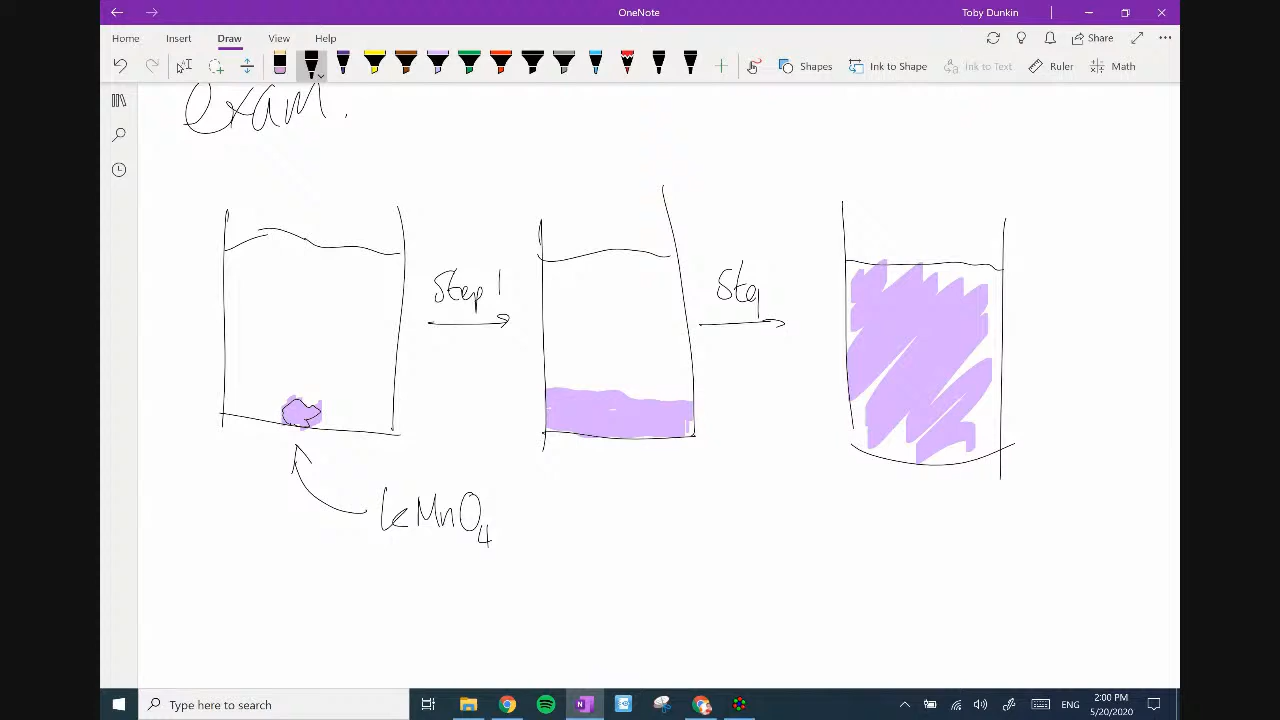 OneNote
Toby Dunkin
Home Insert Draw View Help
Share
Shapes Ink to Shape Ink to Text Ruler Math
exam.
Step 1
Step
KMnO4
Type here to search
ENG
2:00 PM
5/20/2020